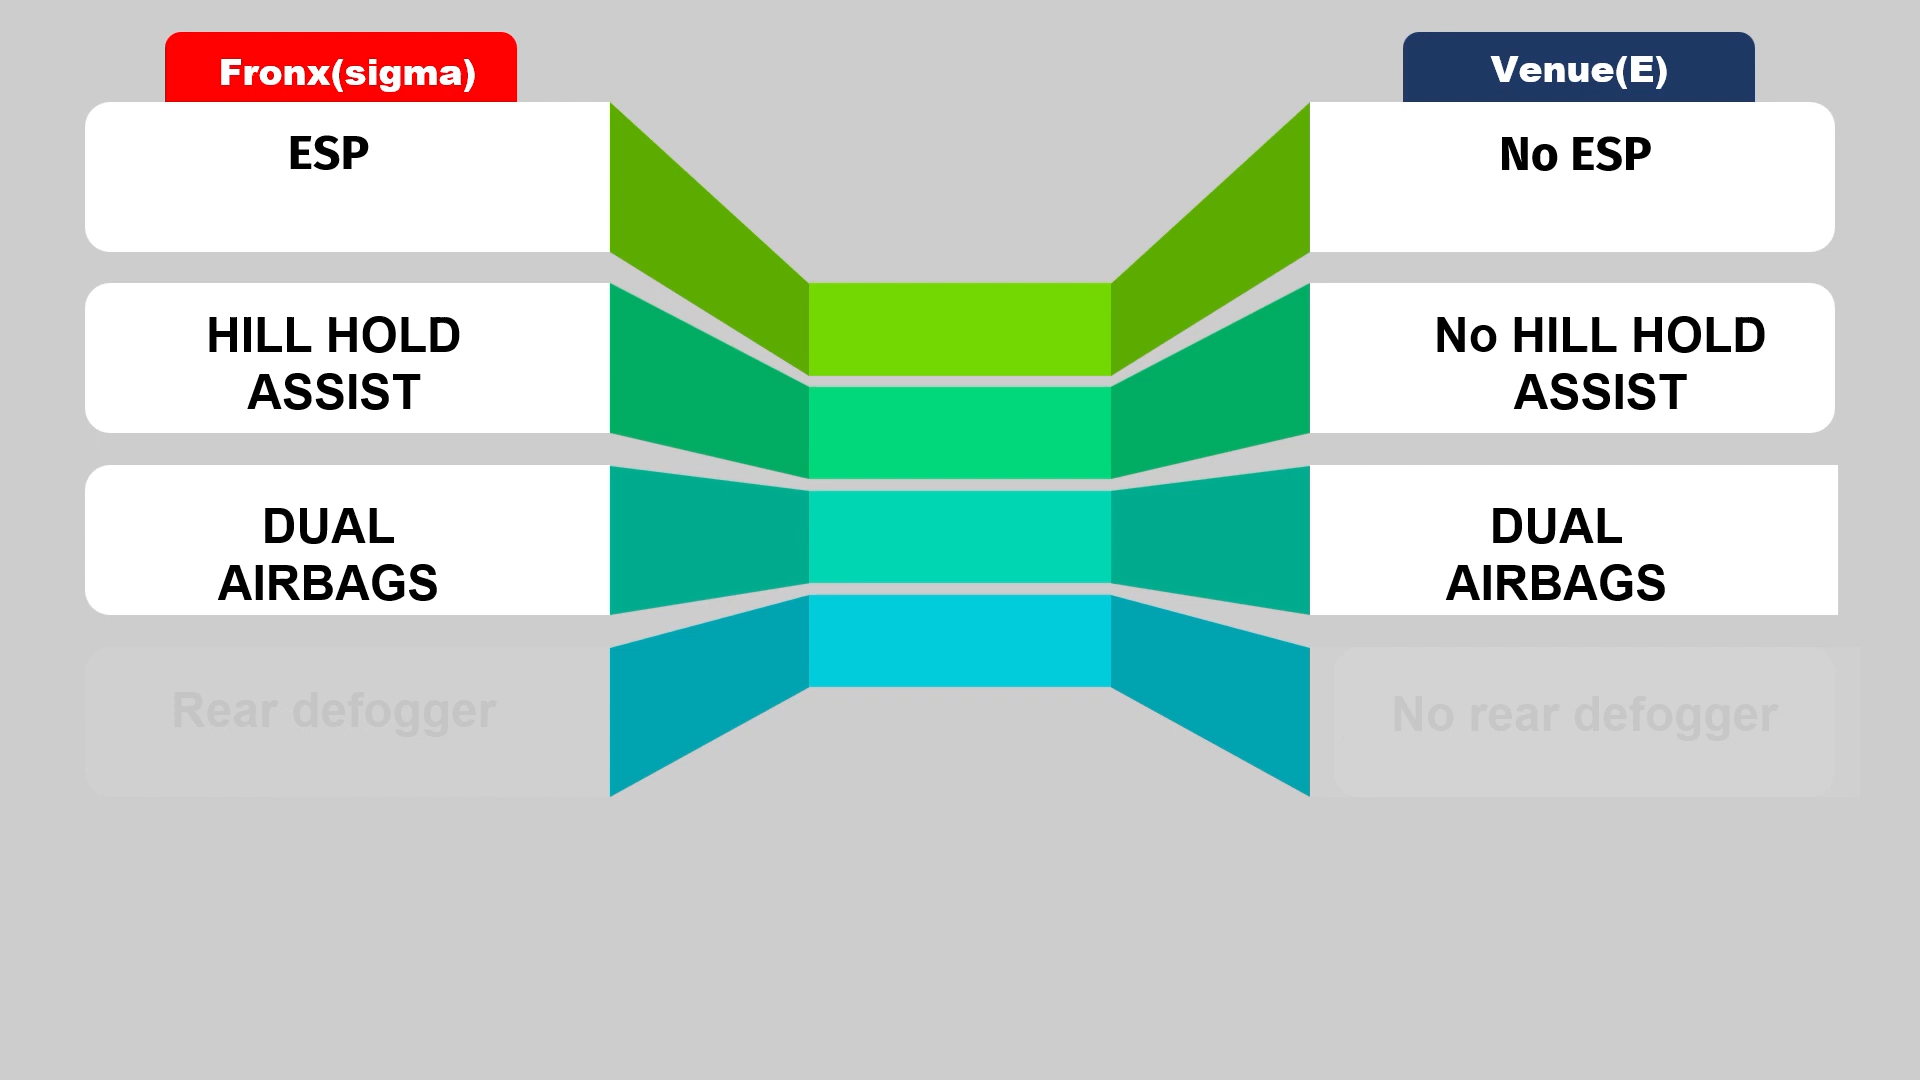 Fronx(sigma)
Venue(E)
ESP
No ESP
HILL HOLD
ASSIST
No HILL HOLD
ASSIST
DUAL
AIRBAGS
DUAL
AIRBAGS
Rear defogger
No rear defogger